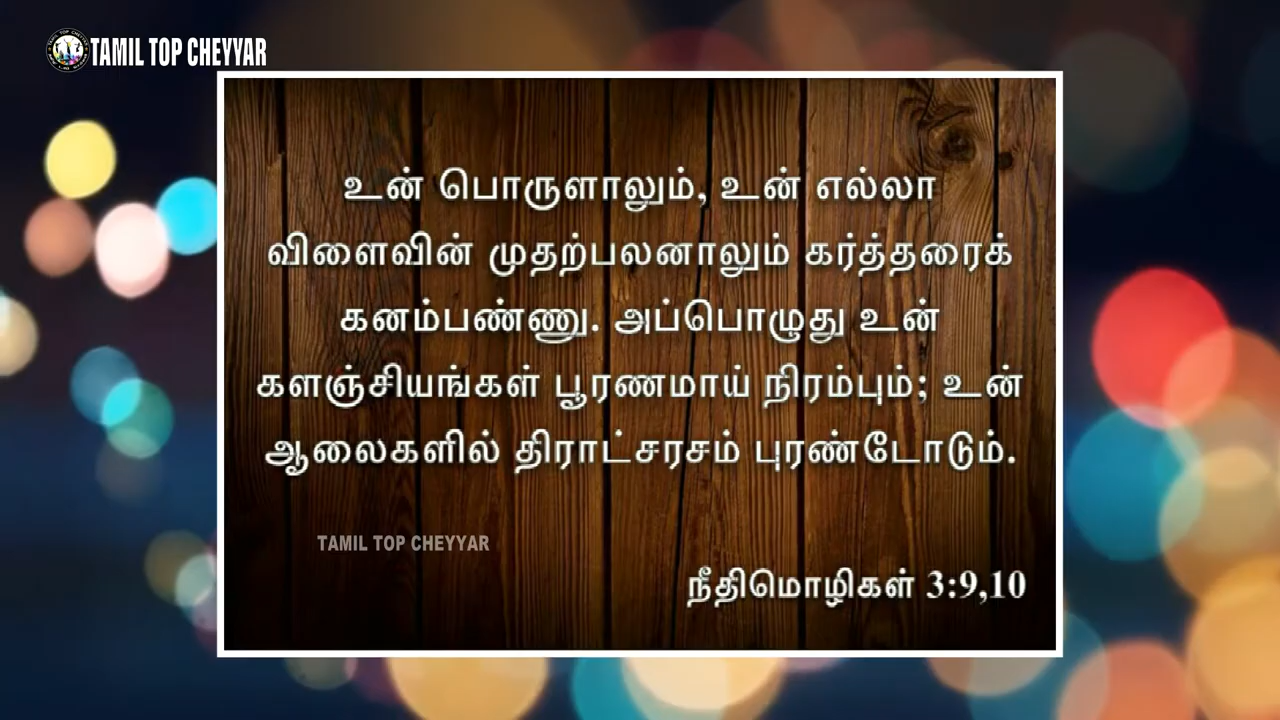 TAMIL TOP CHEYYAR
உன் பொருளாலும், உன் எல்லா
விளைவின் முதற்பலனாலும் கர்த்தரைக்
கனம்பண்ணு. அப்பொழுது உன்
களஞ்சியங்கள் பூரணமாய் நிரம்பும்; உன்
ஆலைகளில் திராட்சரசம் புரண்டோடும்.
TAMIL TOP CHEYYAR
நீதிமொழிகள் 3:9,10